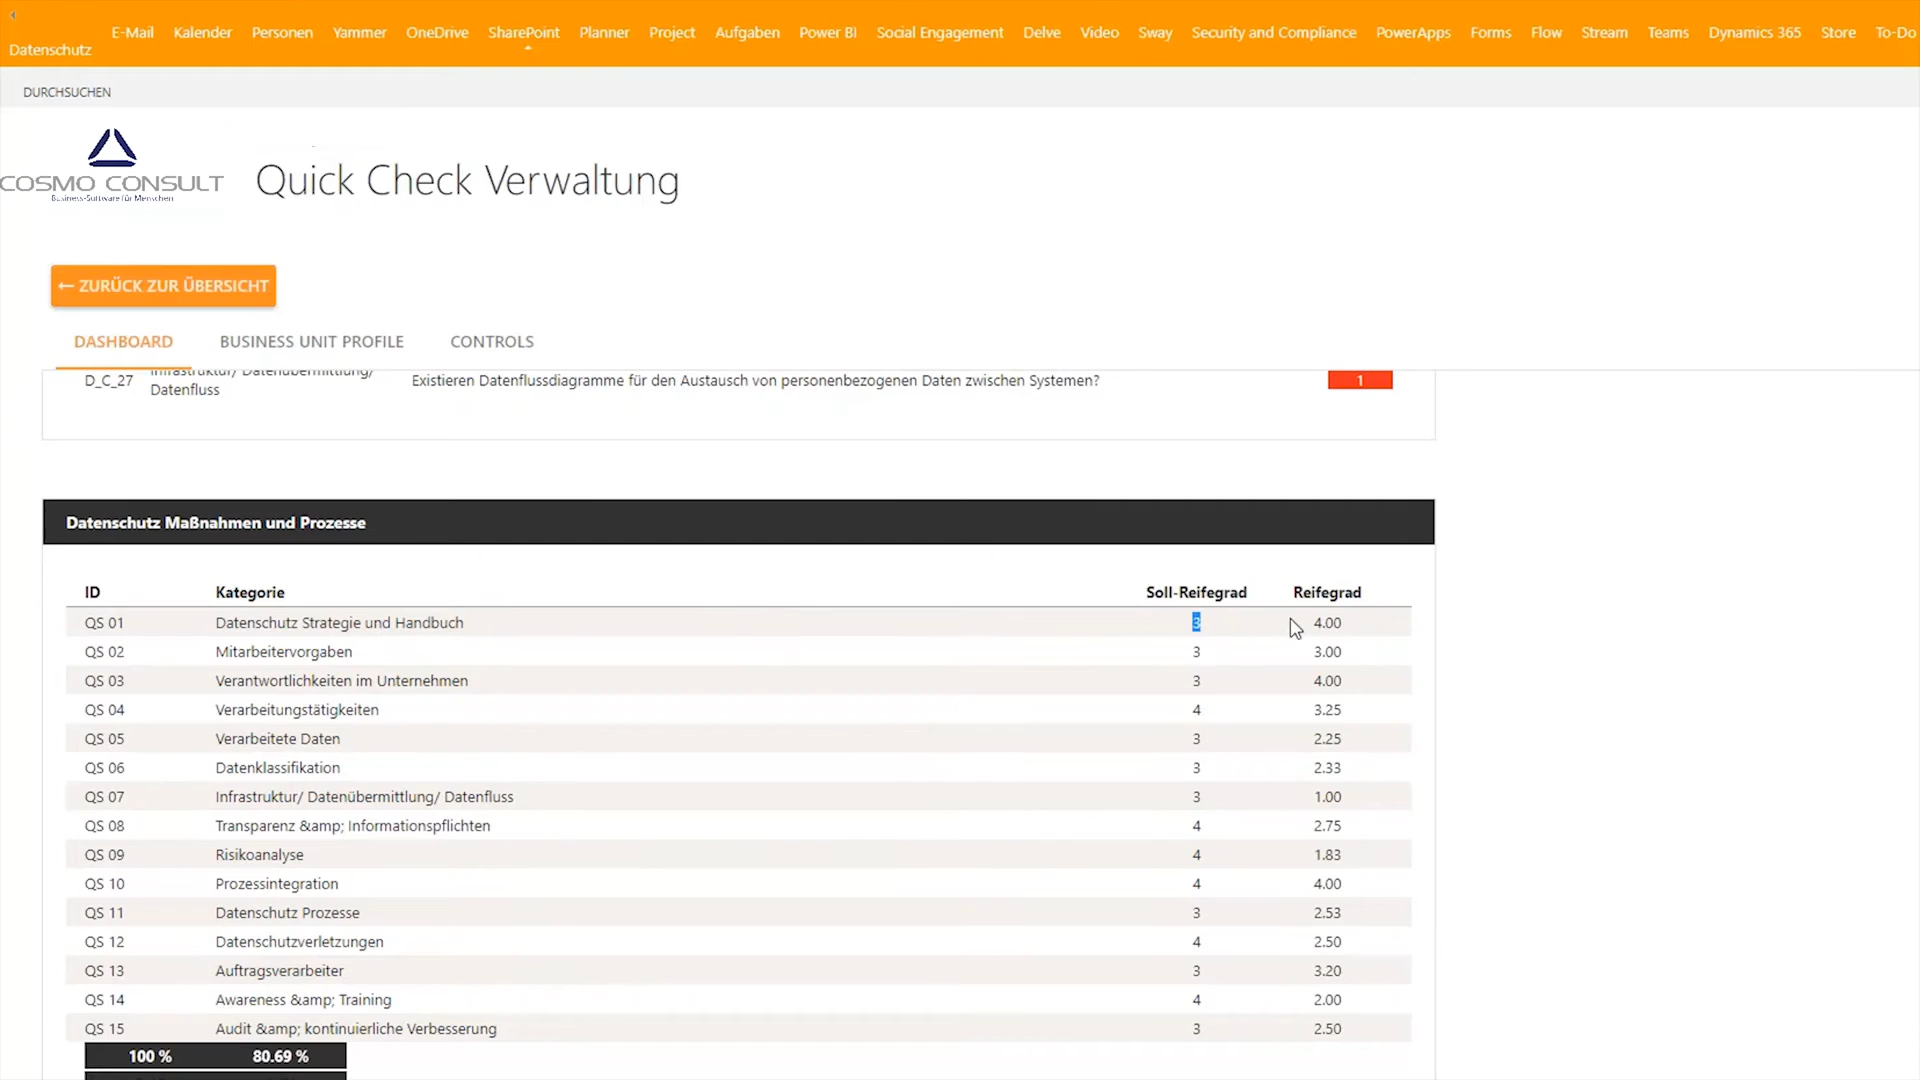 E-Mail Kalender Personen Yammer OneDrive SharePoint Planner Project Aufgaben Power BI Social Engagement Delve Video Sway Security and Compliance PowerApps Forms Flow Stream Teams Dynamics 365 Store To-Do
Datenschutz
DURCHSUCHEN
COSMO CONSULT
Business-Software für Menschen
Quick Check Verwaltung
← ZURÜCK ZUR ÜBERSICHT
DASHBOARD BUSINESS UNIT PROFILE CONTROLS
D_C_27 Infrastruktur/ Datenübermittlung/ Datenfluss Existieren Datenflussdiagramme für den Austausch von personenbezogenen Daten zwischen Systemen? 1
Datenschutz Maßnahmen und Prozesse
ID Kategorie Soll-Reifegrad Reifegrad
QS 01 Datenschutz Strategie und Handbuch 3 4.00
QS 02 Mitarbeitervorgaben 3 3.00
QS 03 Verantwortlichkeiten im Unternehmen 3 4.00
QS 04 Verarbeitungstätigkeiten 4 3.25
QS 05 Verarbeitete Daten 3 2.25
QS 06 Datenklassifikation 3 2.33
QS 07 Infrastruktur/ Datenübermittlung/ Datenfluss 3 1.00
QS 08 Transparenz &amp; Informationspflichten 4 2.75
QS 09 Risikoanalyse 4 1.83
QS 10 Prozessintegration 4 4.00
QS 11 Datenschutz Prozesse 3 2.53
QS 12 Datenschutzverletzungen 4 2.50
QS 13 Auftragsverarbeiter 3 3.20
QS 14 Awareness &amp; Training 4 2.00
QS 15 Audit &amp; kontinuierliche Verbesserung 3 2.50
100 % 80.69 %